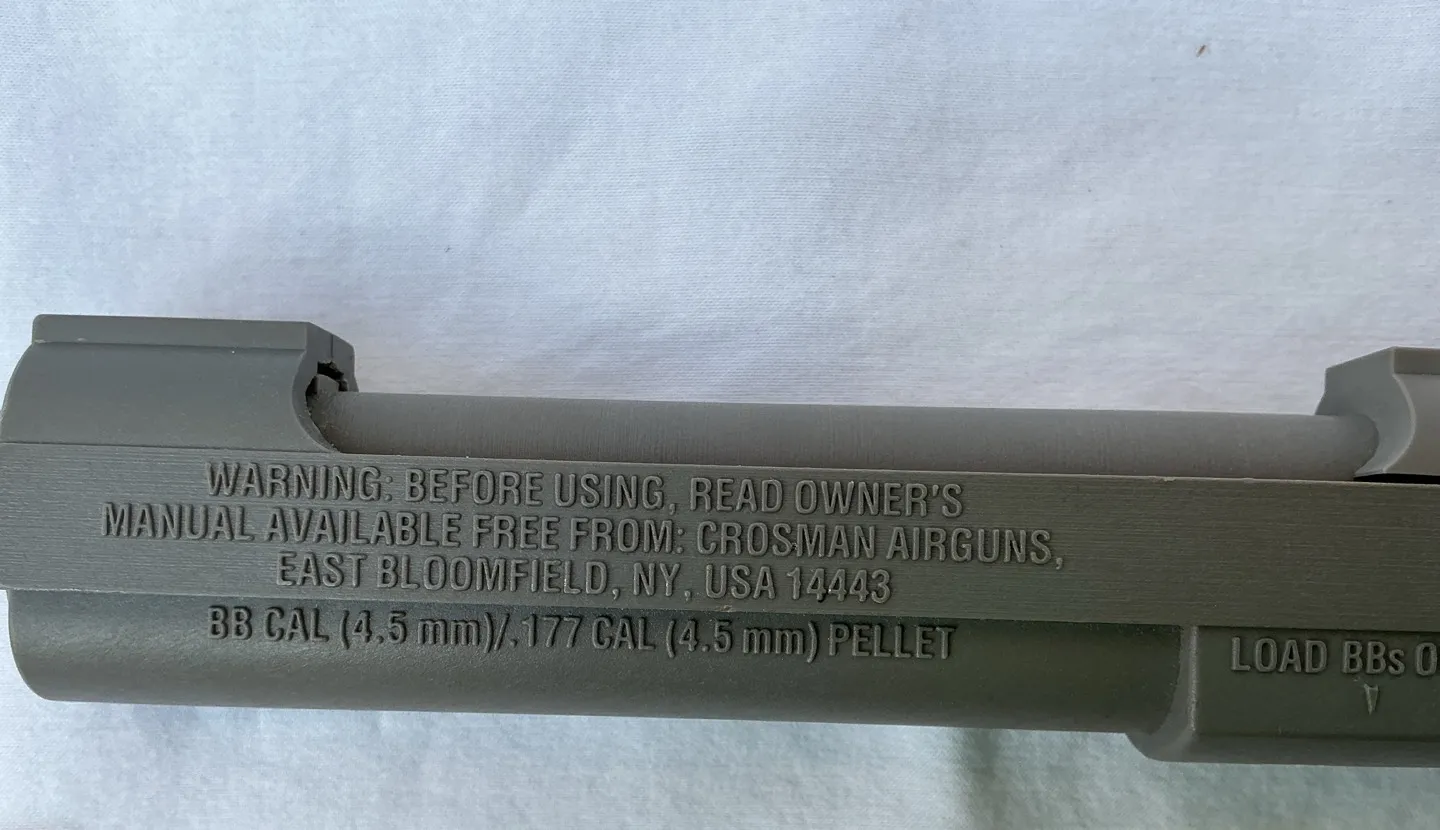 WARNING: BEFORE USING, READ OWNER'S
MANUAL AVAILABLE FREE FROM: CROSMAN AIRGUNS,
EAST BLOOMFIELD, NY, USA 14443
BB CAL (4.5 mm)/.177 CAL (4.5 mm) PELLET
LOAD BBs